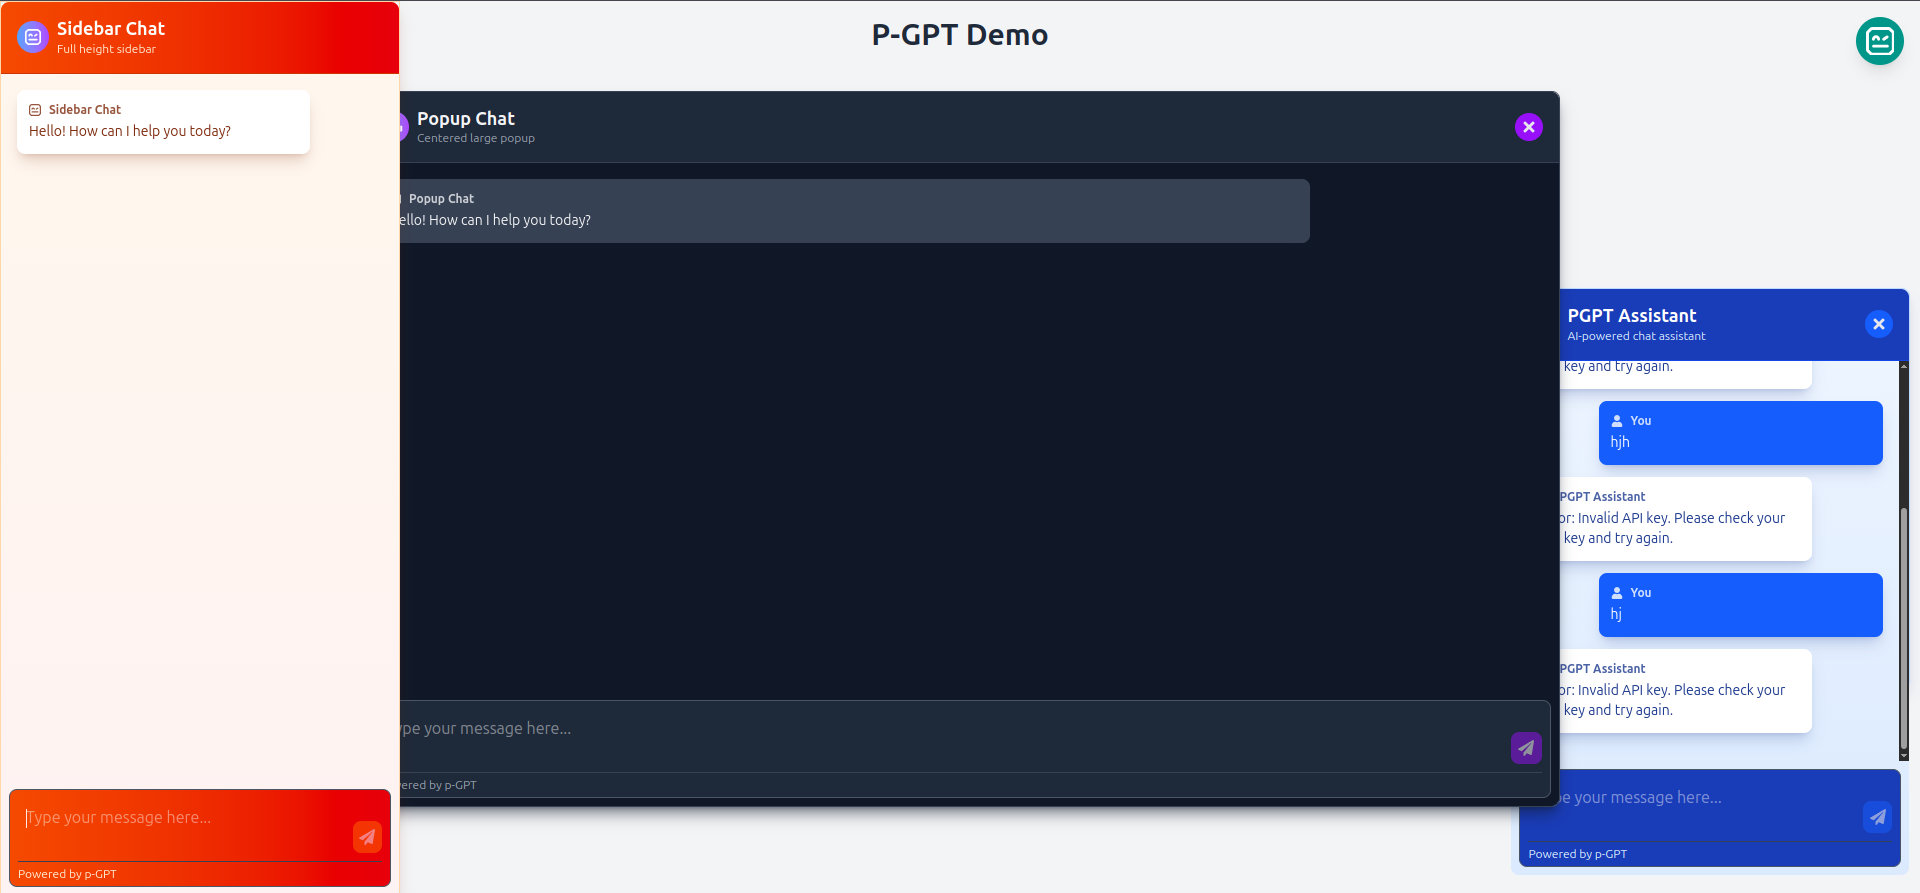 Sidebar Chat
Full height sidebar
Sidebar Chat
Hello! How can I help you today?
Type your message here...
Powered by p-GPT
P-GPT Demo
Popup Chat
Centered large popup
Popup Chat
ello! How can I help you today?
ype your message here...
ered by p-GPT
PGPT Assistant
AI-powered chat assistant
key and try again.
You
hjh
PGPT Assistant
or: Invalid API key. Please check your
key and try again.
You
hj
PGPT Assistant
or: Invalid API key. Please check your
key and try again.
pe your message here...
Powered by p-GPT